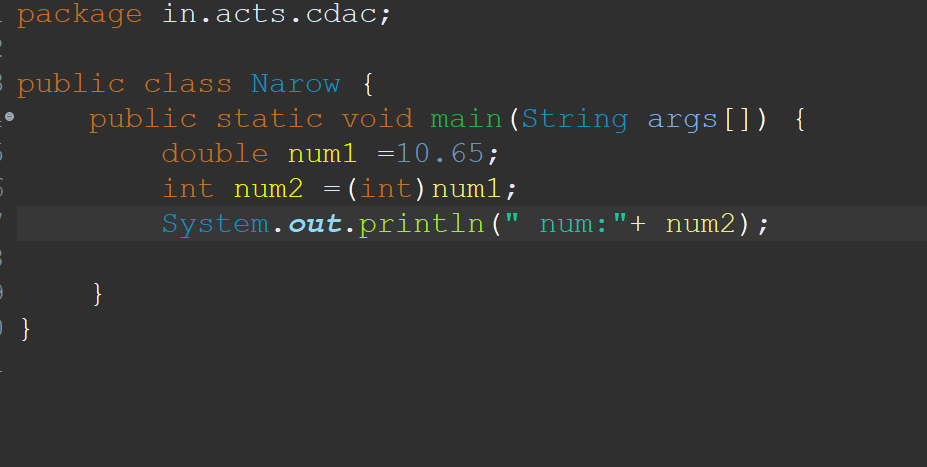 package in.acts.cdac;
public class Narow {
public static void main(String args[]) {
double num1 =10.65;
int num2 =(int)num1;
System.out.println(" num:"+ num2);
}
}